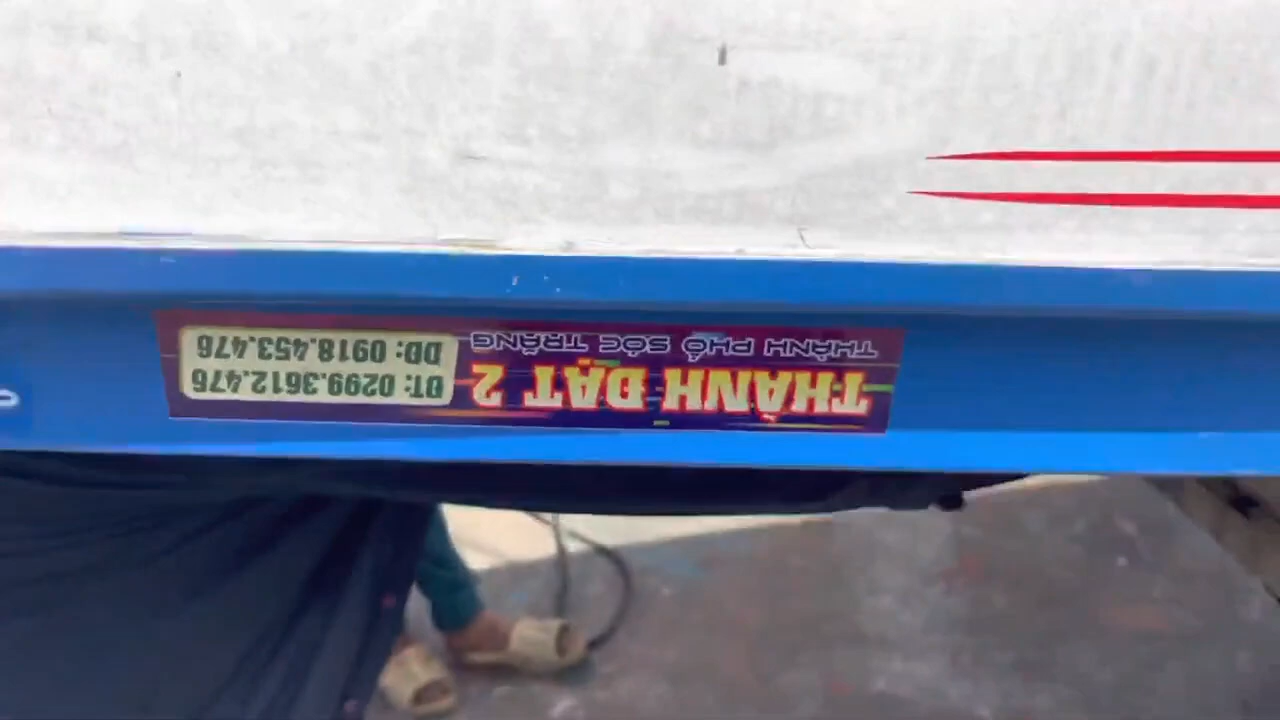 THÀNH ĐẠT 2
THÀNH PHỐ SÓC TRĂNG
ĐT: 0299.3612.476
DĐ: 0918.453.476